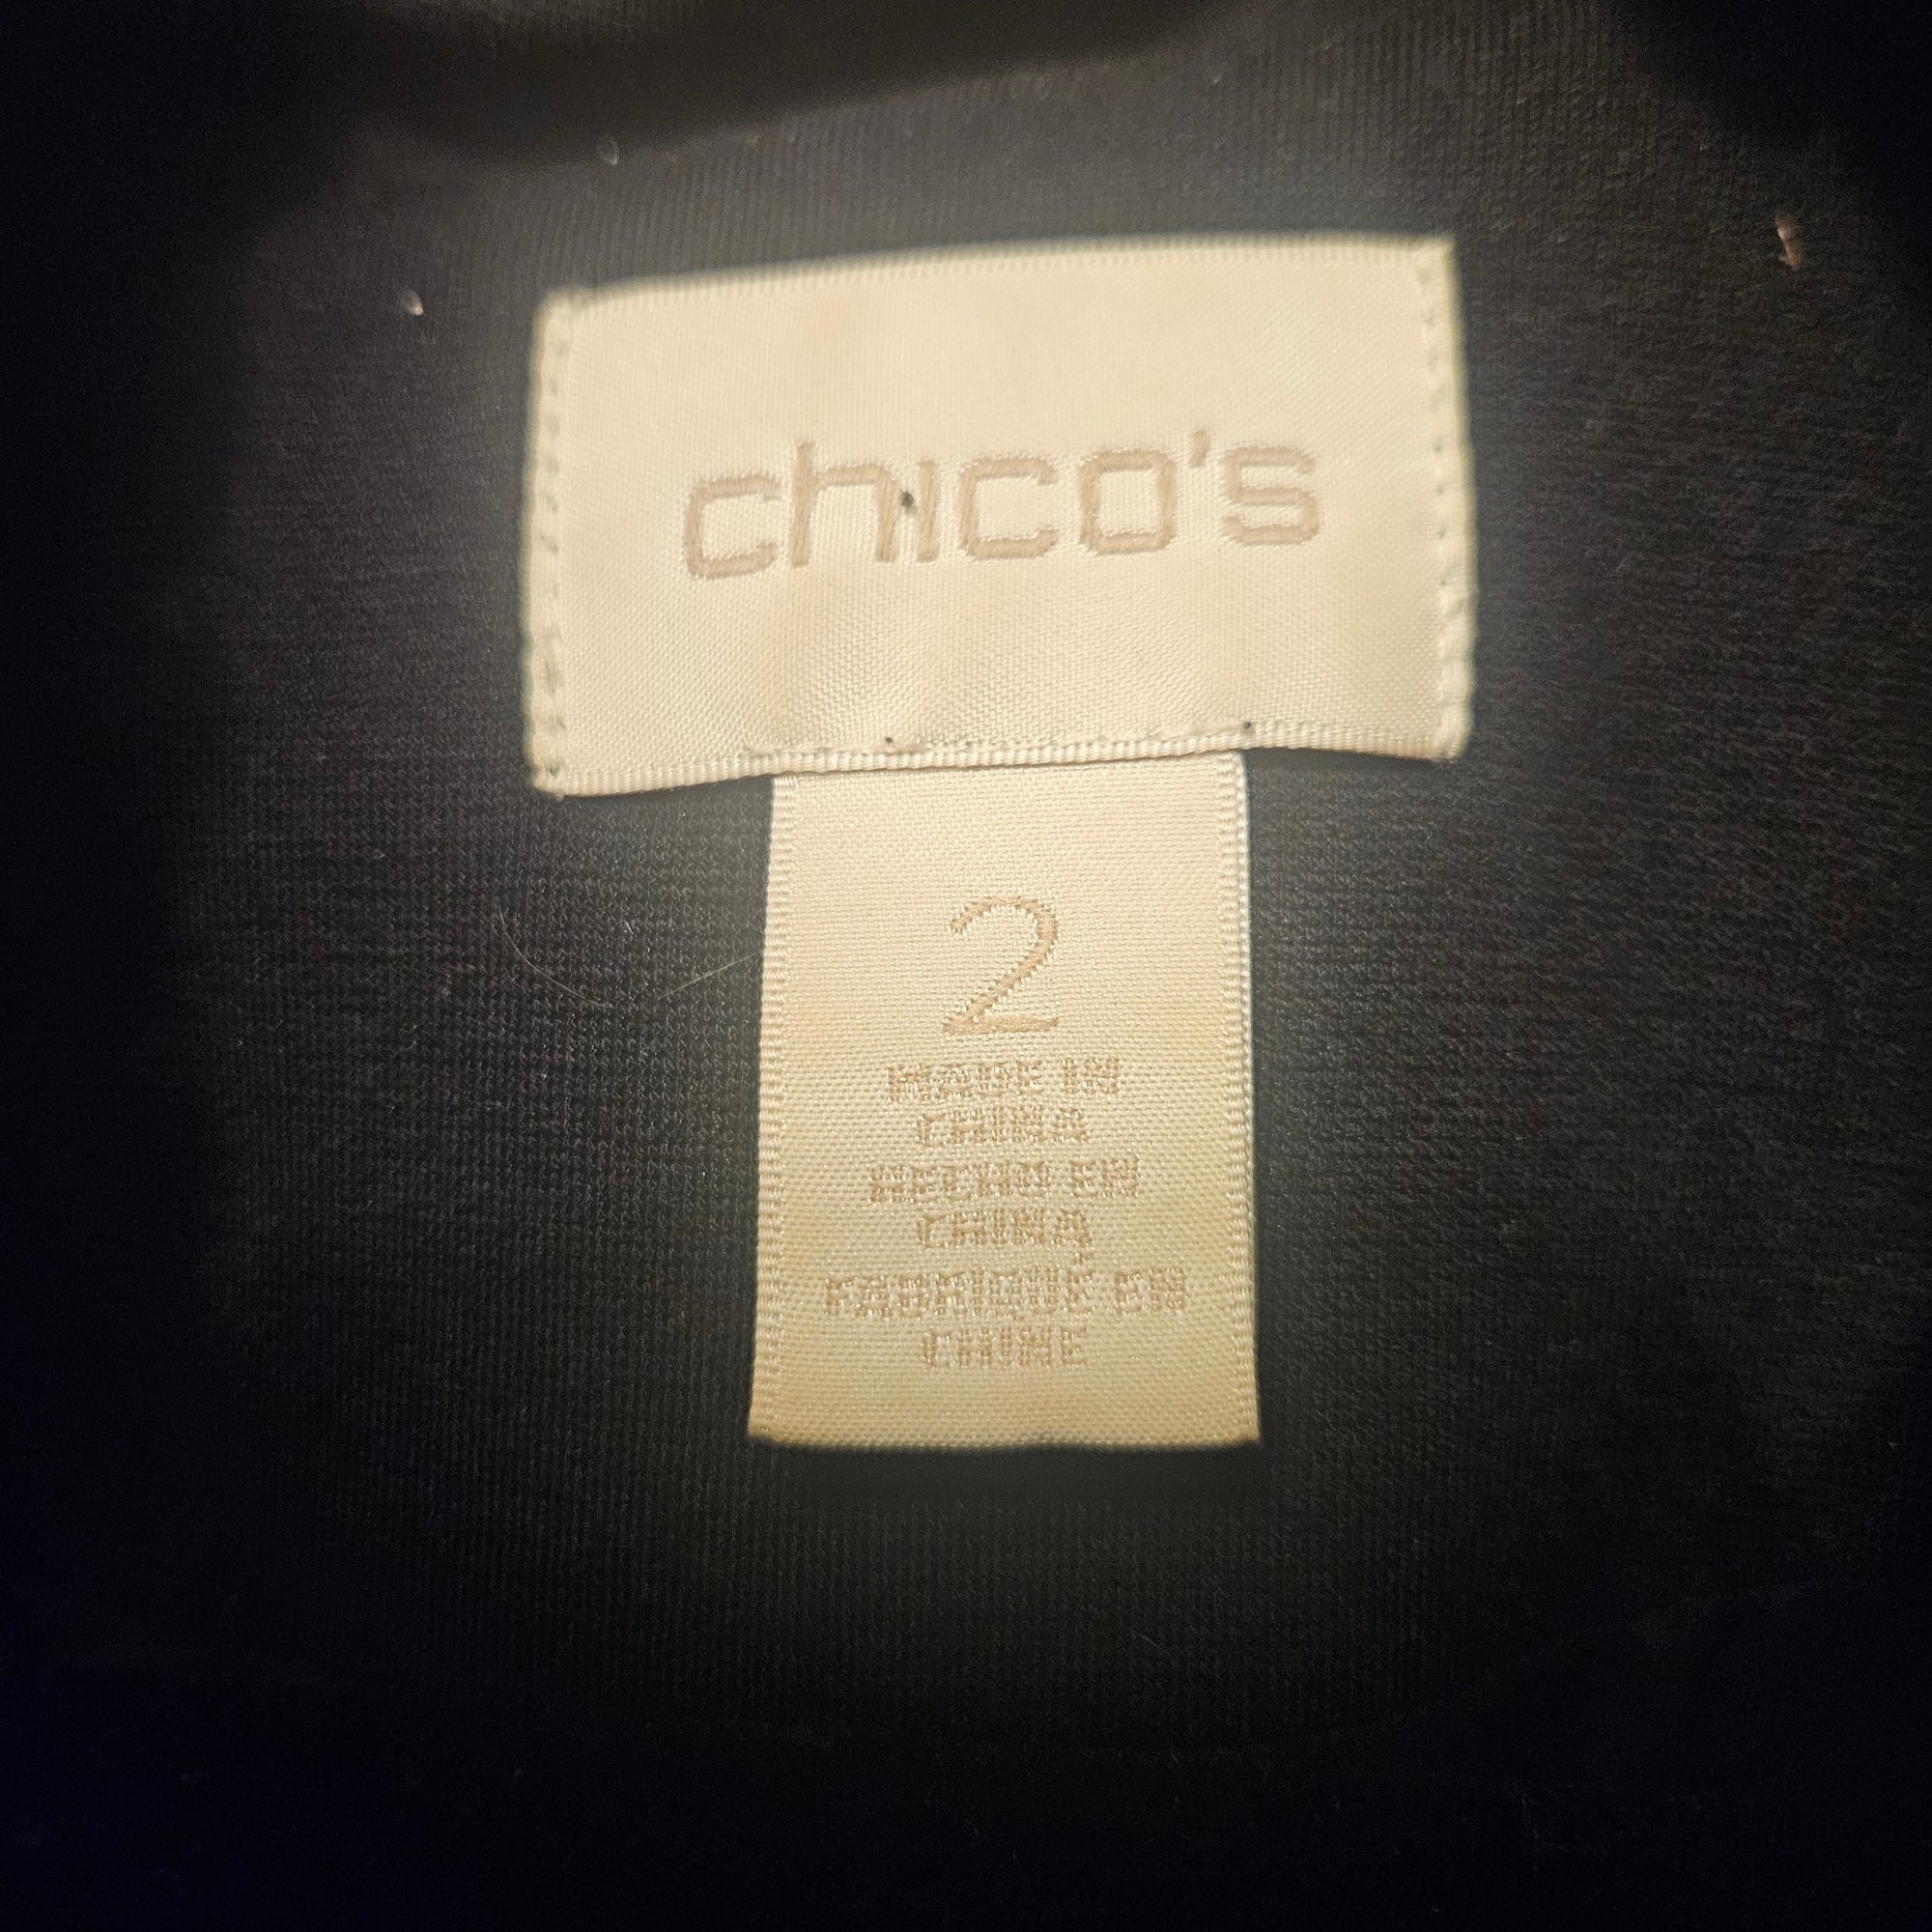 chico's
2
MADE IN
CHINA
HECHO EN
CHINA
FABRIQUÉ EN
CHINE